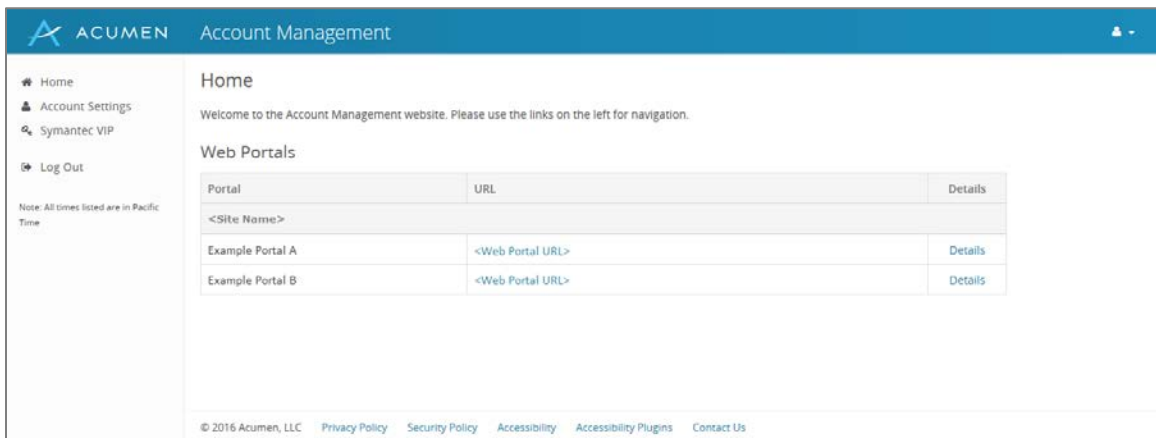 ACUMEN Account Management
Home
Account Settings
Symantec VIP
Log Out
Note: All times listed are in Pacific
Time
Home
Welcome to the Account Management website. Please use the links on the left for navigation.
Web Portals
Portal URL Details
<Site Name>
Example Portal A <Web Portal URL> Details
Example Portal B <Web Portal URL> Details
© 2016 Acumen, LLC Privacy Policy Security Policy Accessibility Accessibility Plugins Contact Us